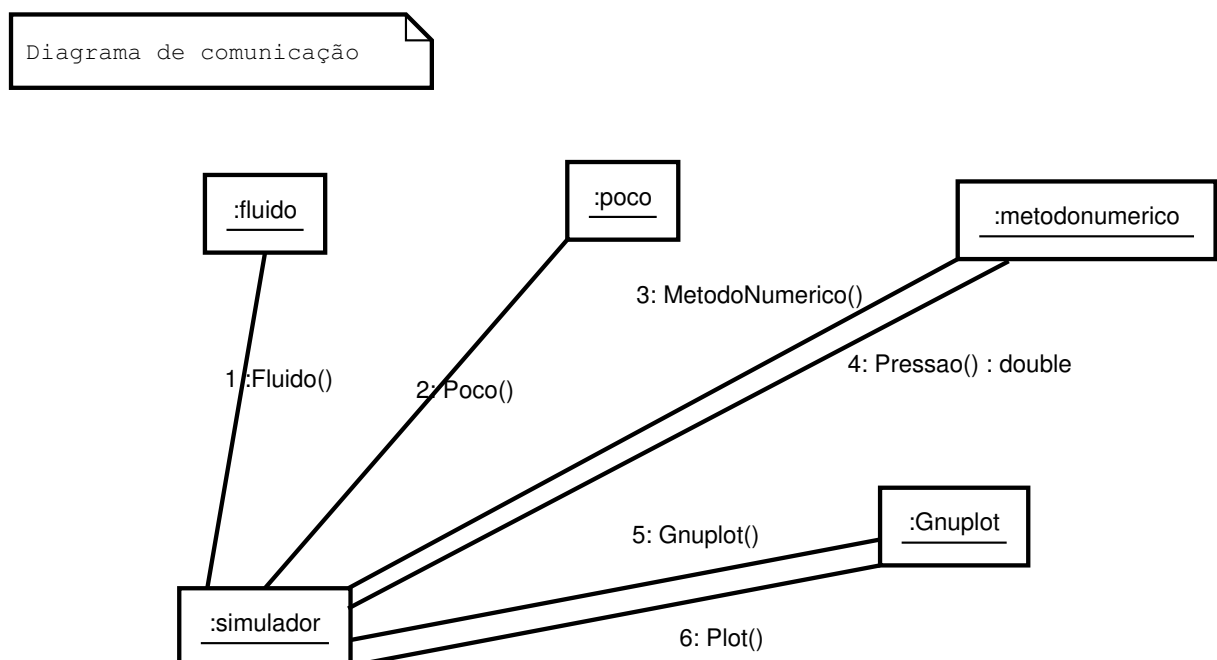 Diagrama de comunicação
:fluido
:poco
:metodonumerico
3: MetodoNumerico()
4: Pressao() : double
1 :Fluido()
2: Poco()
:Gnuplot
5: Gnuplot()
:simulador
6: Plot()